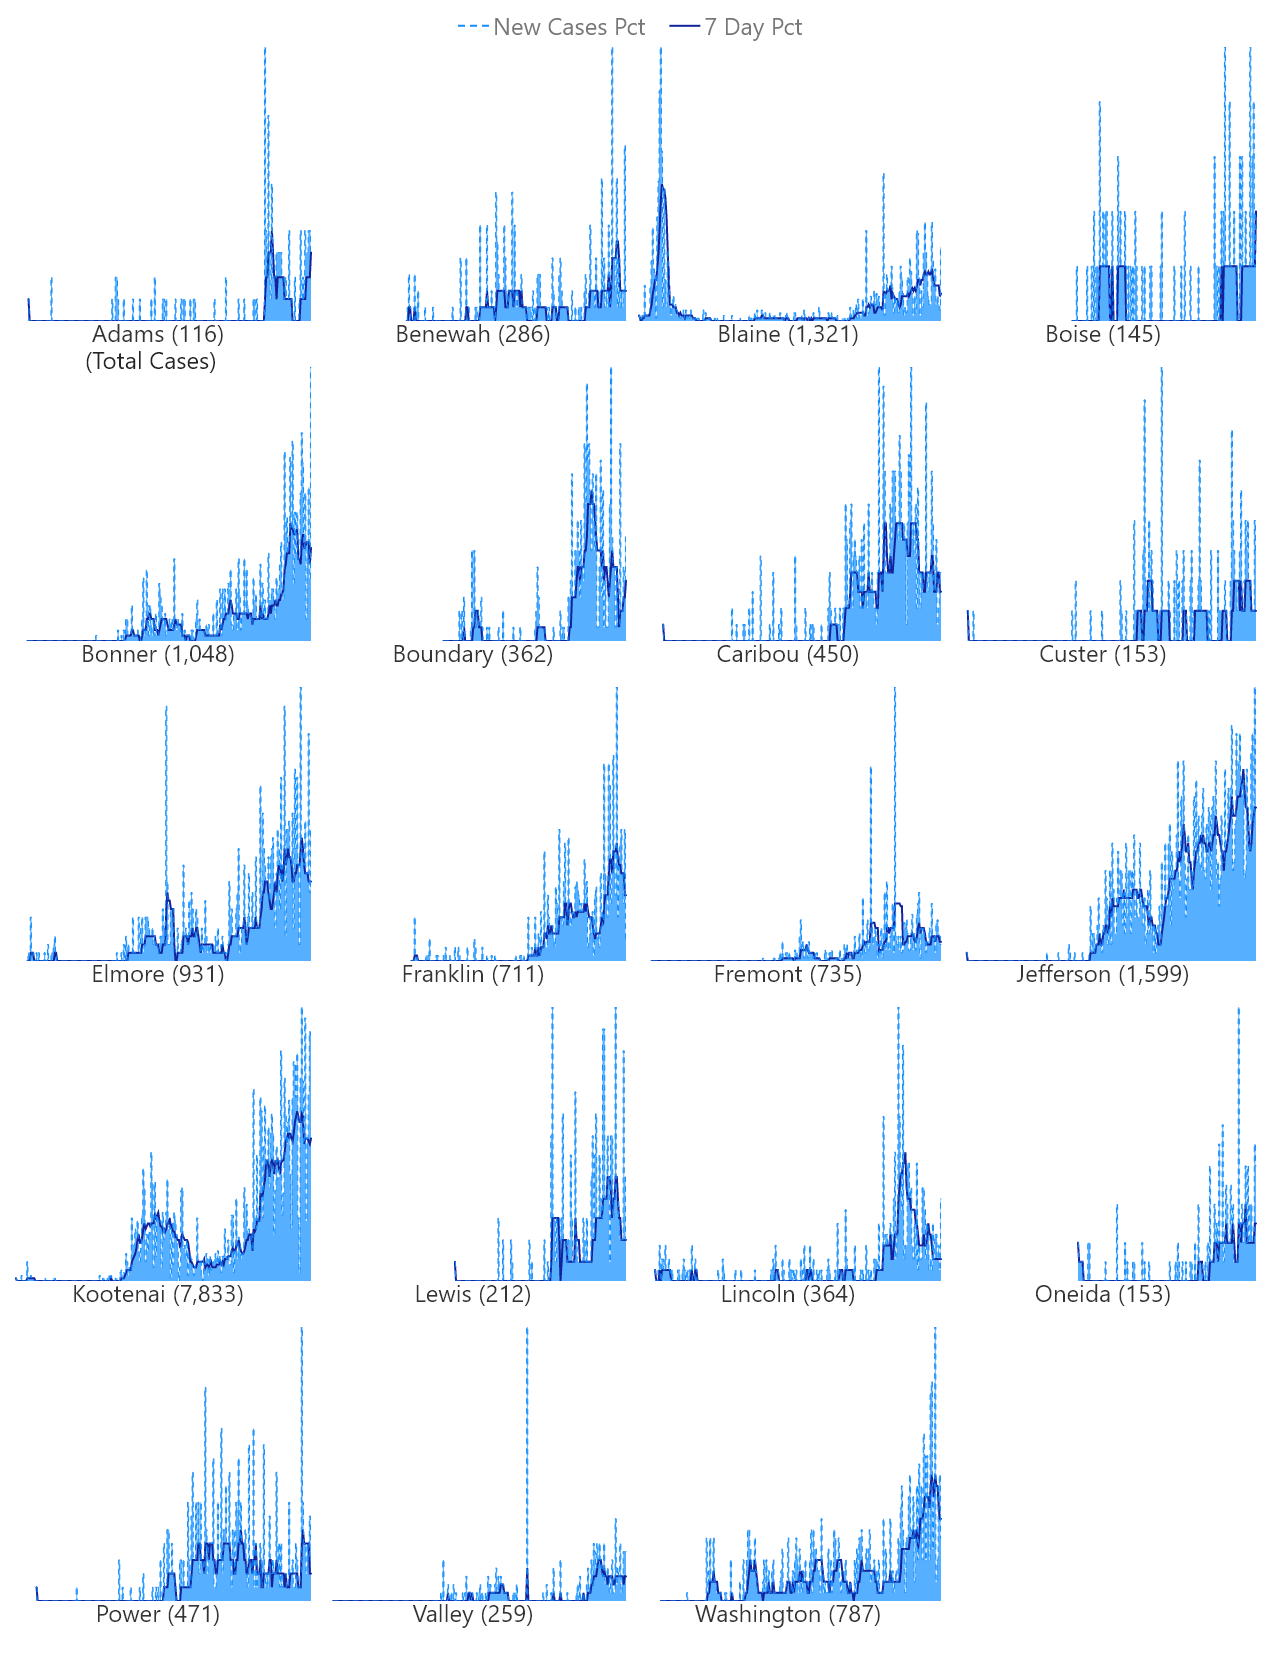 New Cases Pct 7 Day Pct
Adams (116) Benewah (286) Blaine (1,321) Boise (145)
(Total Cases)
Bonner (1,048) Boundary (362) Caribou (450) Custer (153)
Elmore (931) Franklin (711) Fremont (735) Jefferson (1,599)
Kootenai (7,833) Lewis (212) Lincoln (364) Oneida (153)
Power (471) Valley (259) Washington (787)